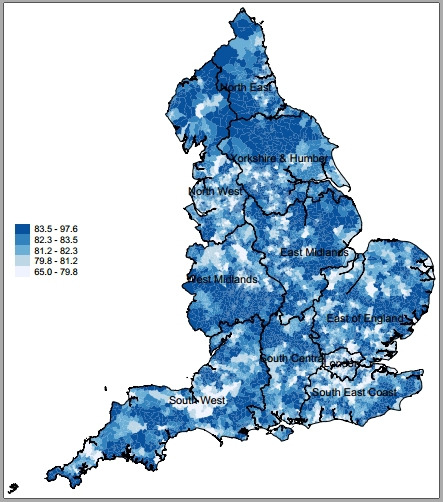 North East
Yorkshire & Humber
North West
83.5 - 97.6
82.3 - 83.5
81.2 - 82.3
79.8 - 81.2
65.0 - 79.8
East Midlands
West Midlands
East of England
South Central
London
South East Coast
South West